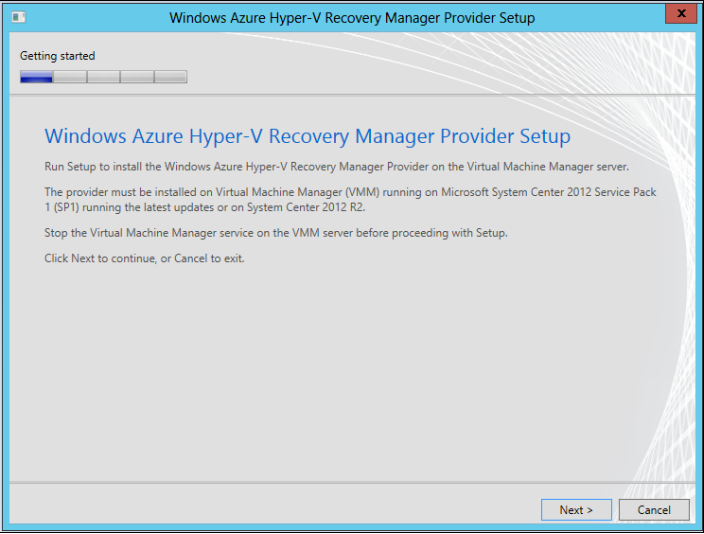 Windows Azure Hyper-V Recovery Manager Provider Setup
x
Getting started
Windows Azure Hyper-V Recovery Manager Provider Setup
Run Setup to install the Windows Azure Hyper-V Recovery Manager Provider on the Virtual Machine Manager server.
The provider must be installed on Virtual Machine Manager (VMM) running on Microsoft System Center 2012 Service Pack
1 (SP1) running the latest updates or on System Center 2012 R2.
Stop the Virtual Machine Manager service on the VMM server before proceeding with Setup.
Click Next to continue, or Cancel to exit.
Next >
Cancel